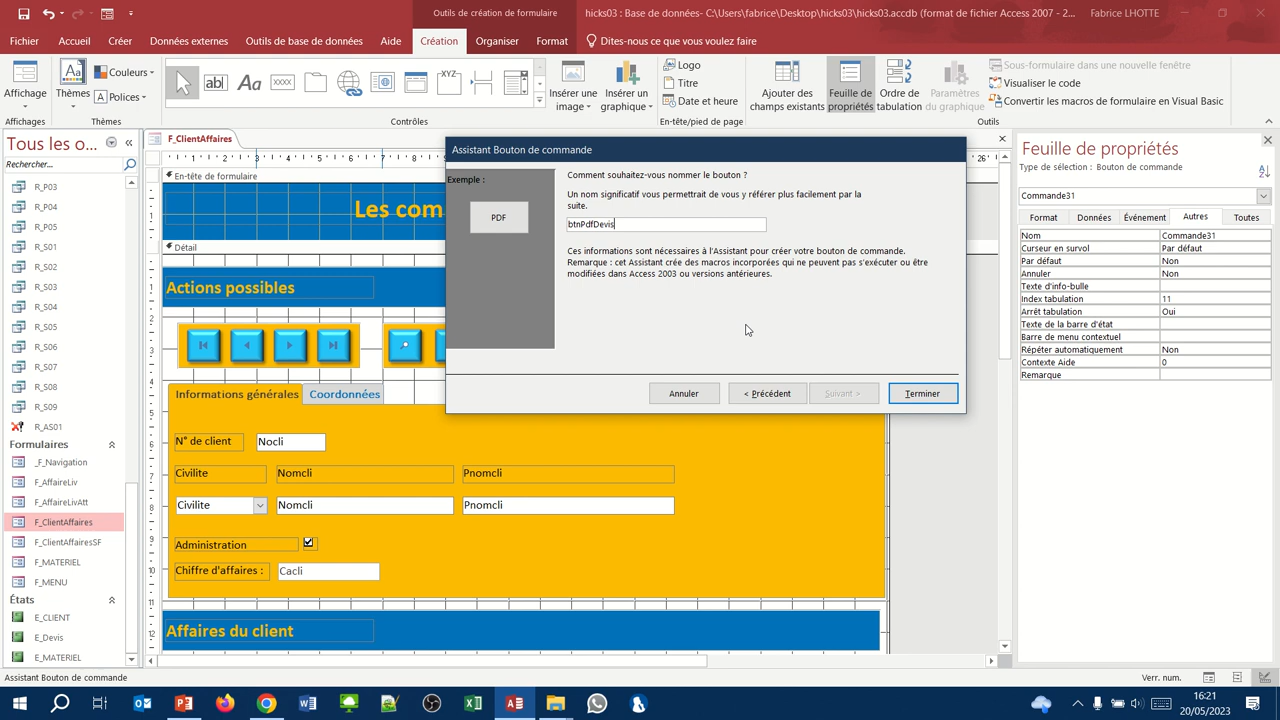 Outils de création de formulaire
hicks03 : Base de données- C:\Users\fabrice\Desktop\hicks03\hicks03.accdb (format de fichier Access 2007 - 2...
Fabrice LHOTTE
Fichier
Accueil
Créer
Données externes
Outils de base de données
Aide
Création
Organiser
Format
Dites-nous ce que vous voulez faire
Affichage
Thèmes
Couleurs
Polices
Insérer une
image
Insérer un
graphique
Logo
Titre
Date et heure
Ajouter des
champs existants
Feuille de
propriétés
Ordre de
tabulation
Paramètres
du graphique
Sous-formulaire dans une nouvelle fenêtre
Visualiser le code
Convertir les macros de formulaire en Visual Basic
Affichages
Thèmes
Contrôles
En-tête/pied de page
Outils
Tous les o...
Rechercher...
R_P03
R_P04
R_P05
R_S01
R_S02
R_S03
R_S04
R_S05
R_S06
R_S07
R_S08
R_S09
R_AS01
Formulaires
_F_Navigation
F_AffaireLiv
F_AffaireLivAtt
F_ClientAffaires
F_ClientAffairesSF
F_MATERIEL
F_MENU
États
E_CLIENT
E_Devis
E_MATERIEL
F_ClientAffaires
En-tête de formulaire
Les com
Détail
Actions possibles
Informations générales
Coordonnées
N° de client
Nocli
Civilite
Nomcli
Pnomcli
Civilite
Nomcli
Pnomcli
Administration
Chiffre d'affaires :
Cacli
Affaires du client
Assistant Bouton de commande
Exemple :
PDF
Comment souhaitez-vous nommer le bouton ?
Un nom significatif vous permettrait de vous y référer plus facilement par la
suite.
btnPdfDevis
Ces informations sont nécessaires à l'Assistant pour créer votre bouton de commande.
Remarque : cet Assistant crée des macros incorporées qui ne peuvent pas s'exécuter ou être
modifiées dans Access 2003 ou versions antérieures.
Annuler
< Précédent
Suivant >
Terminer
Feuille de propriétés
Type de sélection : Bouton de commande
Commande31
Format
Données
Événement
Autres
Toutes
Nom Commande31
Curseur en survol Par défaut
Par défaut Non
Annuler Non
Texte d'info-bulle
Index tabulation 11
Arrêt tabulation Oui
Texte de la barre d'état
Barre de menu contextuel
Répéter automatiquement Non
Contexte Aide 0
Remarque
Assistant Bouton de commande
Verr. num.
16:21
20/05/2023